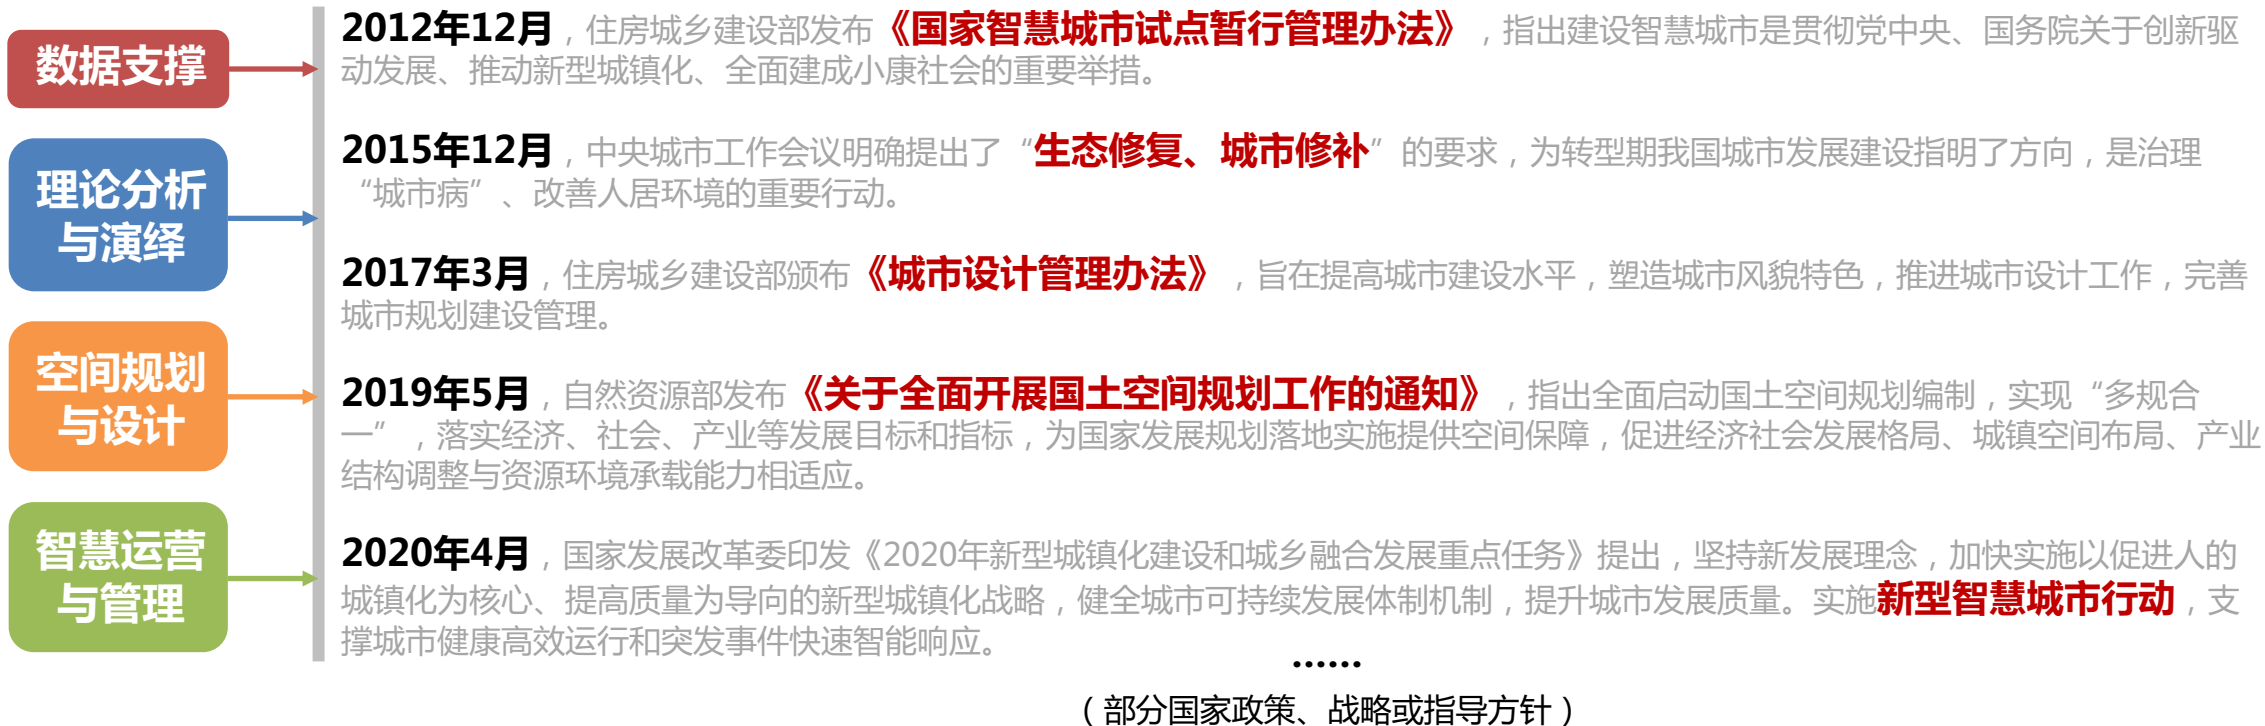 数据支撑
理论分析
与演绎
空间规划
与设计
智慧运营
与管理
2012年12月，住房城乡建设部发布《国家智慧城市试点暂行管理办法》，指出建设智慧城市是贯彻党中央、国务院关于创新驱
动发展、推动新型城镇化、全面建成小康社会的重要举措。
2015年12月，中央城市工作会议明确提出了“生态修复、城市修补”的要求，为转型期我国城市发展建设指明了方向，是治理
“城市病”、改善人居环境的重要行动。
2017年3月，住房城乡建设部颁布《城市设计管理办法》，旨在提高城市建设水平，塑造城市风貌特色，推进城市设计工作，完善
城市规划建设管理。
2019年5月，自然资源部发布《关于全面开展国土空间规划工作的通知》，指出全面启动国土空间规划编制，实现“多规合
一”，落实经济、社会、产业等发展目标和指标，为国家发展规划落地实施提供空间保障，促进经济社会发展格局、城镇空间布局、产业
结构调整与资源环境承载能力相适应。
2020年4月，国家发展改革委印发《2020年新型城镇化建设和城乡融合发展重点任务》提出，坚持新发展理念，加快实施以促进人的
城镇化为核心、提高质量为导向的新型城镇化战略，健全城市可持续发展体制机制，提升城市发展质量。实施新型智慧城市行动，支
撑城市健康高效运行和突发事件快速智能响应。
……
（部分国家政策、战略或指导方针）